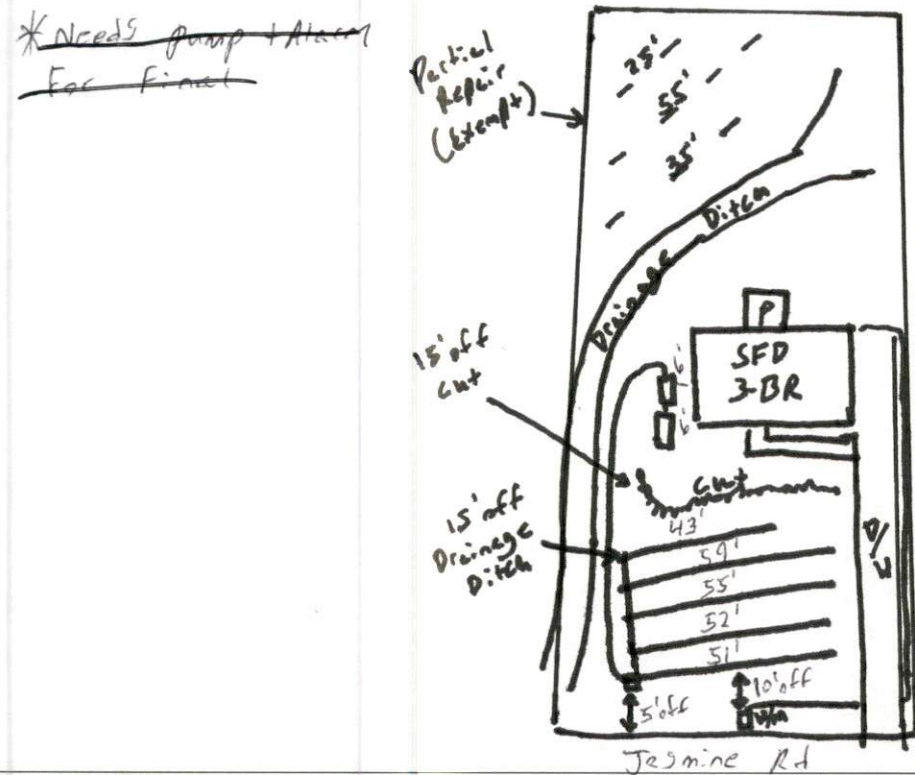 * Needs pump + Alarm
For Final
Partial
Repair
(Exempt)
25'
55'
35'
Drainage Ditch
P
SFD
3-BR
6'
6'
15' off
cut
cut
15' off
Drainage
Ditch
43'
59'
55'
52'
51'
D/W
10' off
5' off
W/M
Jasmine Rd